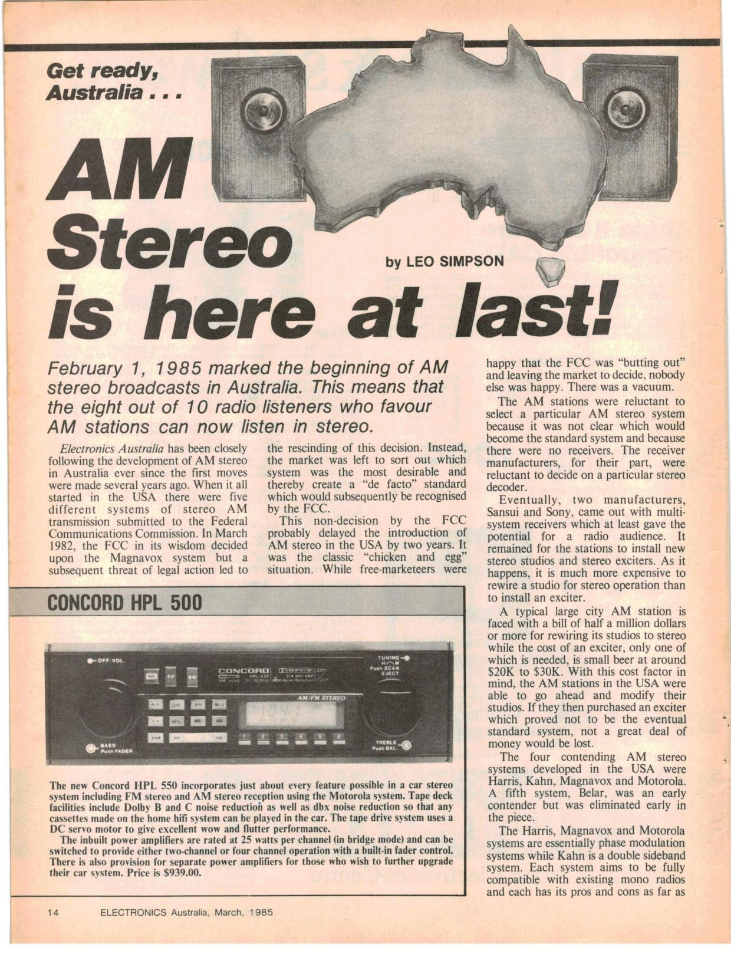 Get ready,
Australia . . .
AM
Stereo
by LEO SIMPSON
is here at last!
February 1, 1985 marked the beginning of AM
stereo broadcasts in Australia. This means that
the eight out of 10 radio listeners who favour
AM stations can now listen in stereo.
Electronics Australia has been closely
following the development of AM stereo
in Australia ever since the first moves
were made several years ago. When it all
started in the USA there were five
different systems of stereo AM
transmission submitted to the Federal
Communications Commission. In March
1982, the FCC in its wisdom decided
upon the Magnavox system but a
subsequent threat of legal action led to
the rescinding of this decision. Instead,
the market was left to sort out which
system was the most desirable and
thereby create a "de facto" standard
which would subsequently be recognised
by the FCC.
This non-decision by the FCC
probably delayed the introduction of
AM stereo in the USA by two years. It
was the classic "chicken and egg"
situation. While free-marketeers were
happy that the FCC was "butting out"
and leaving the market to decide, nobody
else was happy. There was a vacuum.
The AM stations were reluctant to
select a particular AM stereo system
because it was not clear which would
become the standard system and because
there were no receivers. The receiver
manufacturers, for their part, were
reluctant to decide on a particular stereo
decoder.
Eventually, two manufacturers,
Sansui and Sony, came out with multi-
system receivers which at least gave the
potential for a radio audience. It
remained for the stations to install new
stereo studios and stereo exciters. As it
happens, it is much more expensive to
rewire a studio for stereo operation than
to install an exciter.
A typical large city AM station is
faced with a bill of half a million dollars
or more for rewiring its studios to stereo
while the cost of an exciter, only one of
which is needed, is small beer at around
$20K to $30K. With this cost factor in
mind, the AM stations in the USA were
able to go ahead and modify their
studios. If they then purchased an exciter
which proved not to be the eventual
standard system, not a great deal of
money would be lost.
The four contending AM stereo
systems developed in the USA were
Harris, Kahn, Magnavox and Motorola.
A fifth system, Belar, was an early
contender but was eliminated early in
the piece.
The Harris, Magnavox and Motorola
systems are essentially phase modulation
systems while Kahn is a double sideband
system. Each system aims to be fully
compatible with existing mono radios
and each has its pros and cons as far as
CONCORD HPL 500
OFF·VOL
CONCORD
AM/FM STEREO
TUNING
Push SCAN
EJECT
BASS
Push FADER
TREBLE
Push BAL
The new Concord HPL 550 incorporates just about every feature possible in a car stereo
system including FM stereo and AM stereo reception using the Motorola system. Tape deck
facilities include Dolby B and C noise reduction as well as dbx noise reduction so that any
cassettes made on the home hifi system can be played in the car. The tape drive system uses a
DC servo motor to give excellent wow and flutter performance.
The inbuilt power amplifiers are rated at 25 watts per channel (in bridge mode) and can be
switched to provide either two-channel or four channel operation with a built-in fader control.
There is also provision for separate power amplifiers for those who wish to further upgrade
their car system. Price is $939.00.
14 ELECTRONICS Australia, March, 1985